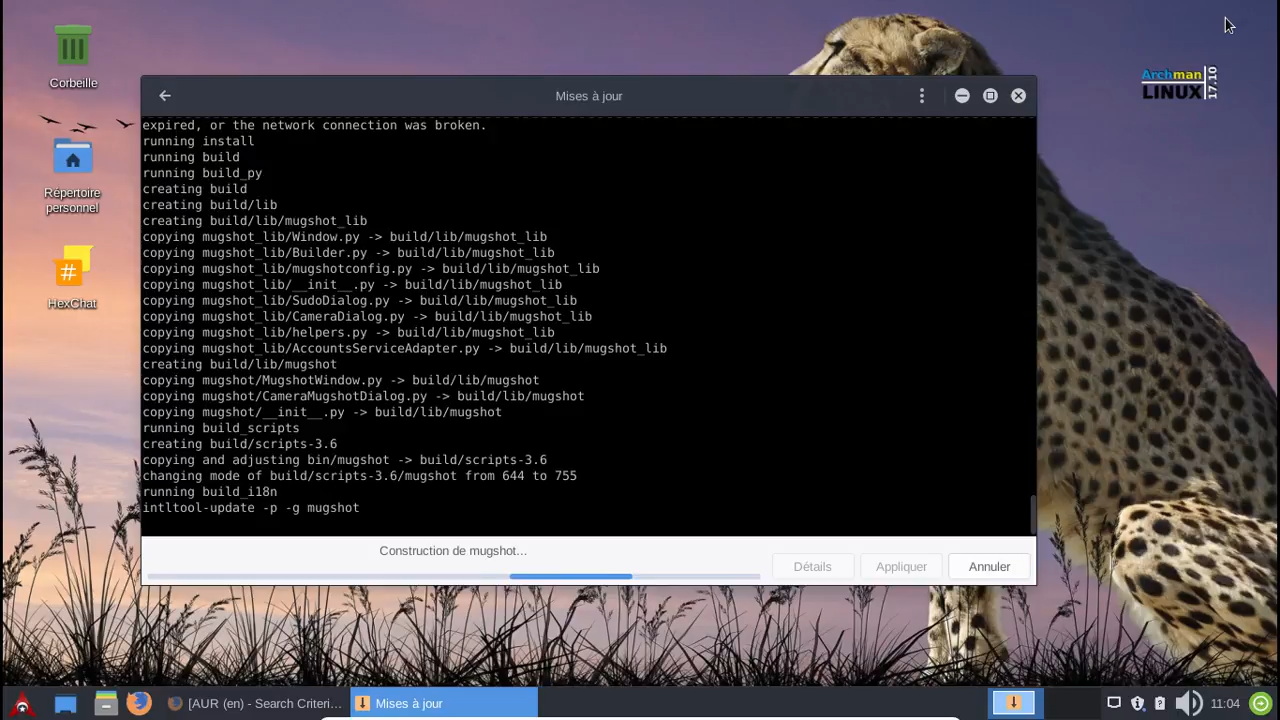 Corbeille
Répertoire
personnel
HexChat
Archman
LINUX
17.10
Mises à jour
expired, or the network connection was broken.
running install
running build
running build_py
creating build
creating build/lib
creating build/lib/mugshot_lib
copying mugshot_lib/Window.py -> build/lib/mugshot_lib
copying mugshot_lib/Builder.py -> build/lib/mugshot_lib
copying mugshot_lib/mugshotconfig.py -> build/lib/mugshot_lib
copying mugshot_lib/__init__.py -> build/lib/mugshot_lib
copying mugshot_lib/SudoDialog.py -> build/lib/mugshot_lib
copying mugshot_lib/CameraDialog.py -> build/lib/mugshot_lib
copying mugshot_lib/helpers.py -> build/lib/mugshot_lib
copying mugshot_lib/AccountsServiceAdapter.py -> build/lib/mugshot_lib
creating build/lib/mugshot
copying mugshot/MugshotWindow.py -> build/lib/mugshot
copying mugshot/CameraMugshotDialog.py -> build/lib/mugshot
copying mugshot/__init__.py -> build/lib/mugshot
running build_scripts
creating build/scripts-3.6
copying and adjusting bin/mugshot -> build/scripts-3.6
changing mode of build/scripts-3.6/mugshot from 644 to 755
running build_i18n
intltool-update -p -g mugshot
Construction de mugshot...
Détails
Appliquer
Annuler
[AUR (en) - Search Criteri...
Mises à jour
11:04